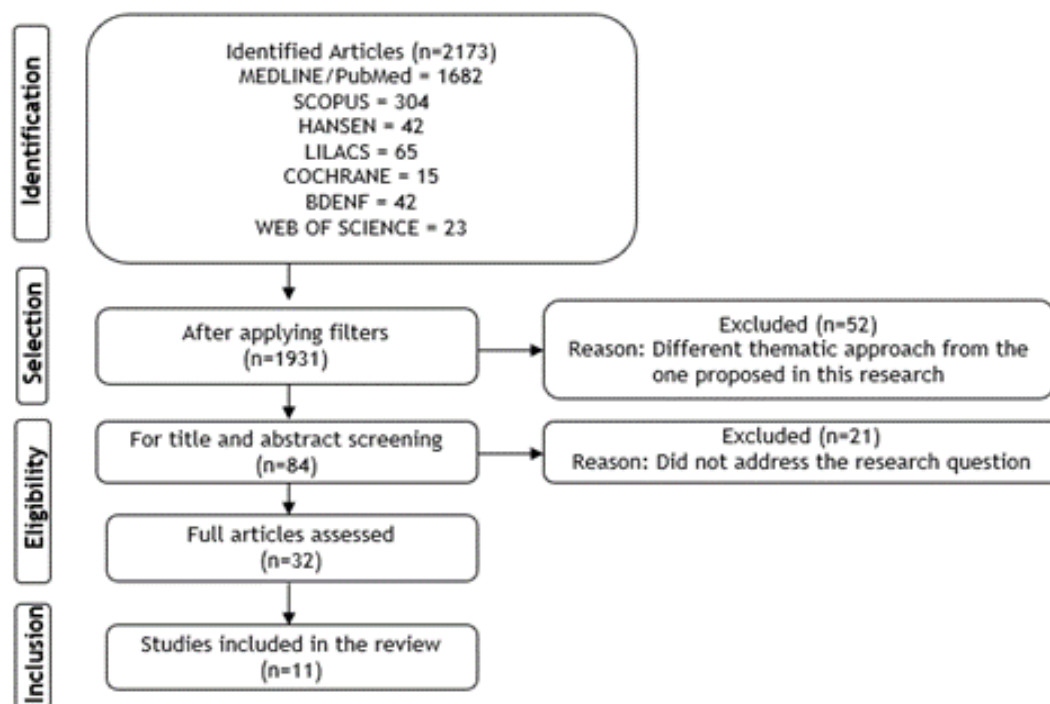 Identification
Identified Articles (n=2173)
MEDLINE/PubMed = 1682
SCOPUS = 304
HANSEN = 42
LILACS = 65
COCHRANE = 15
BDENF = 42
WEB OF SCIENCE = 23
Selection
After applying filters
(n=1931)
Excluded (n=52)
Reason: Different thematic approach from the
one proposed in this research
Eligibility
For title and abstract screening
(n=84)
Excluded (n=21)
Reason: Did not address the research question
Full articles assessed
(n=32)
Inclusion
Studies included in the review
(n=11)